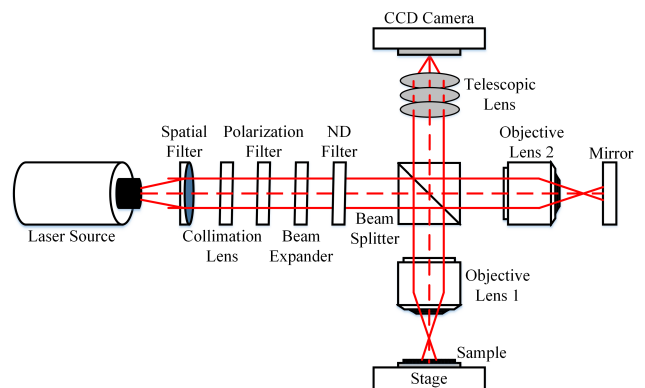 CCD Camera
Telescopic
Lens
Spatial
Filter
Polarization
Filter
ND
Filter
Objective
Lens 2
Mirror
Laser Source
Collimation
Lens
Beam
Expander
Beam
Splitter
Objective
Lens 1
Sample
Stage